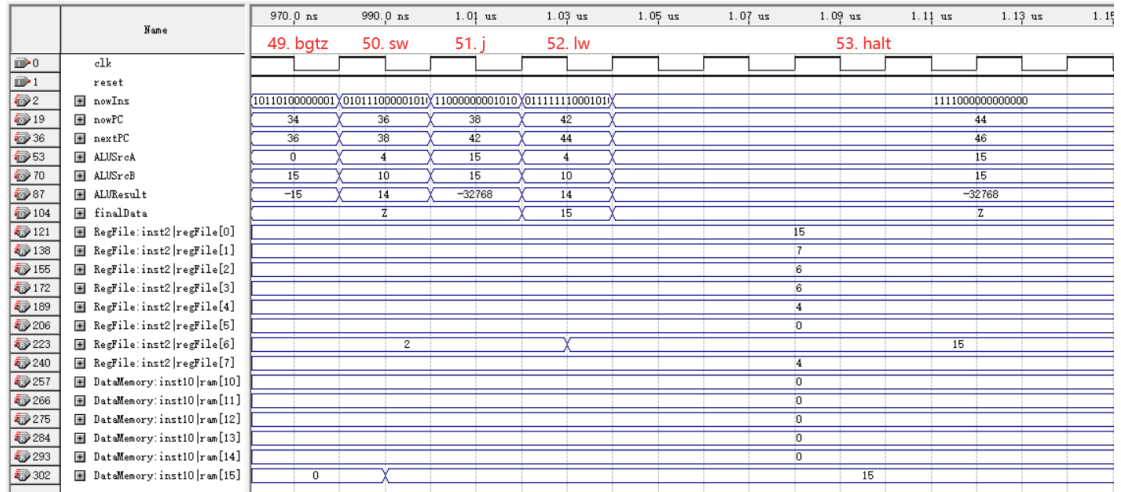 Name 970.0 ns 990.0 ns 1.01 us 1.03 us 1.05 us 1.07 us 1.09 us 1.11 us 1.13 us 1.15
49. bgtz 50. sw 51. j 52. lw 53. halt
0 clk
1 reset
2 nowIns 10110100000001 01011100000101 11000000001010 01111111000101 1111000000000000
19 nowPC 34 36 38 42 44
36 nextPC 36 38 42 44 46
53 ALUSrcA 0 4 15 4 15
70 ALUSrcB 15 10 15 10 15
87 ALUResult -15 14 -32768 14 -32768
104 finalData Z 15 Z
121 RegFile:inst2|regFile[0] 15
138 RegFile:inst2|regFile[1] 7
155 RegFile:inst2|regFile[2] 6
172 RegFile:inst2|regFile[3] 6
189 RegFile:inst2|regFile[4] 4
206 RegFile:inst2|regFile[5] 0
223 RegFile:inst2|regFile[6] 2 15
240 RegFile:inst2|regFile[7] 4
257 DataMemory:inst10|ram[10] 0
266 DataMemory:inst10|ram[11] 0
275 DataMemory:inst10|ram[12] 0
284 DataMemory:inst10|ram[13] 0
293 DataMemory:inst10|ram[14] 0
302 DataMemory:inst10|ram[15] 0 15